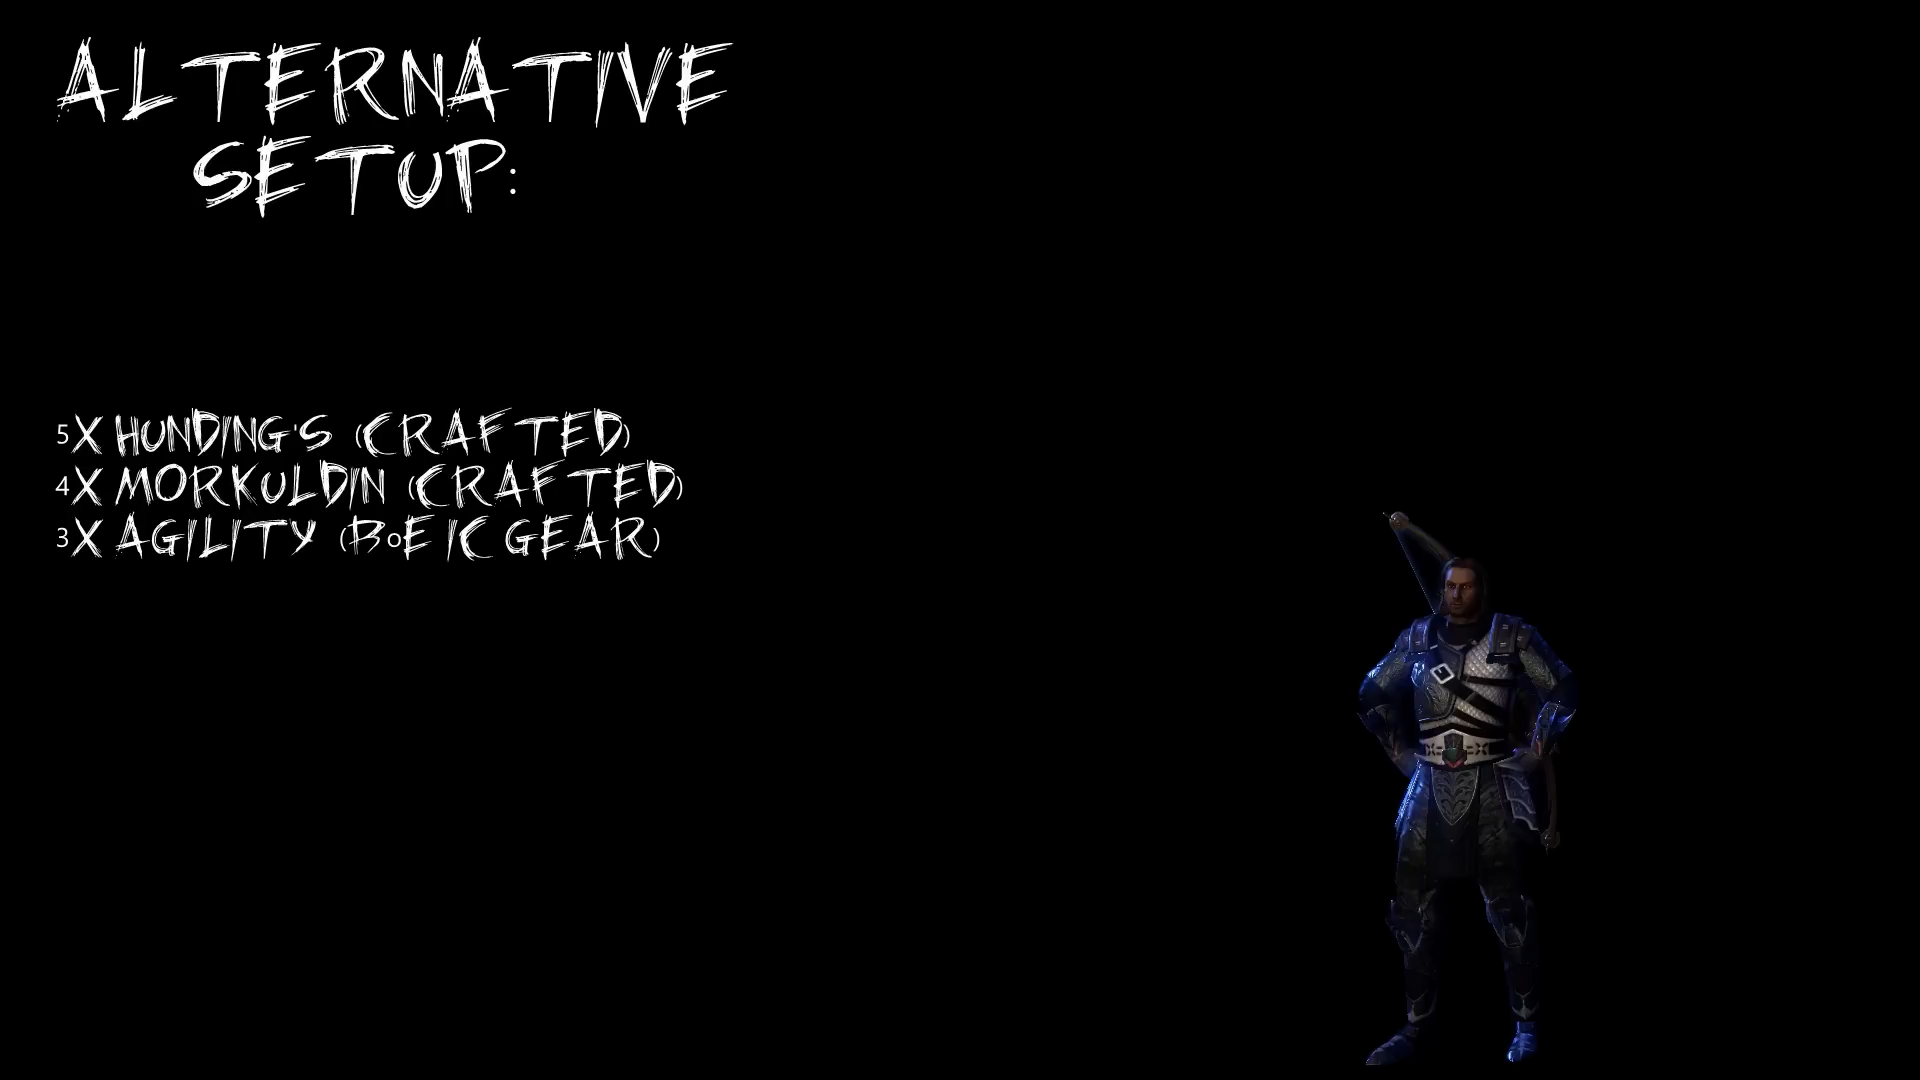 ALTERNATIVE
SETUP:
5X HUNDING'S (CRAFTED)
4X MORKULDIN (CRAFTED)
3X AGILITY (BoE IC GEAR)